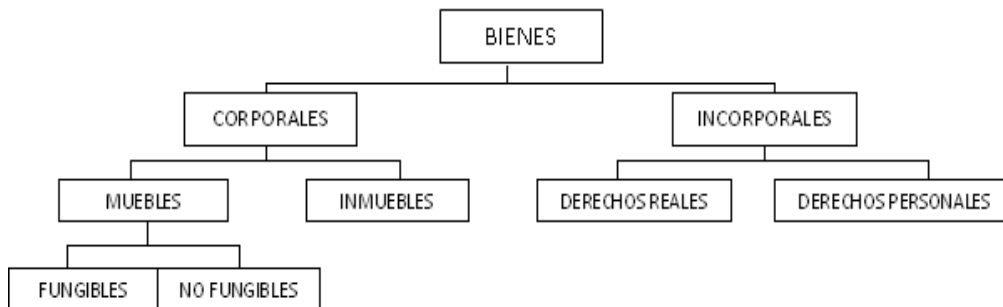 BIENES
CORPORALES
INCORPORALES
MUEBLES
INMUEBLES
DERECHOS REALES
DERECHOS PERSONALES
FUNGIBLES
NO FUNGIBLES